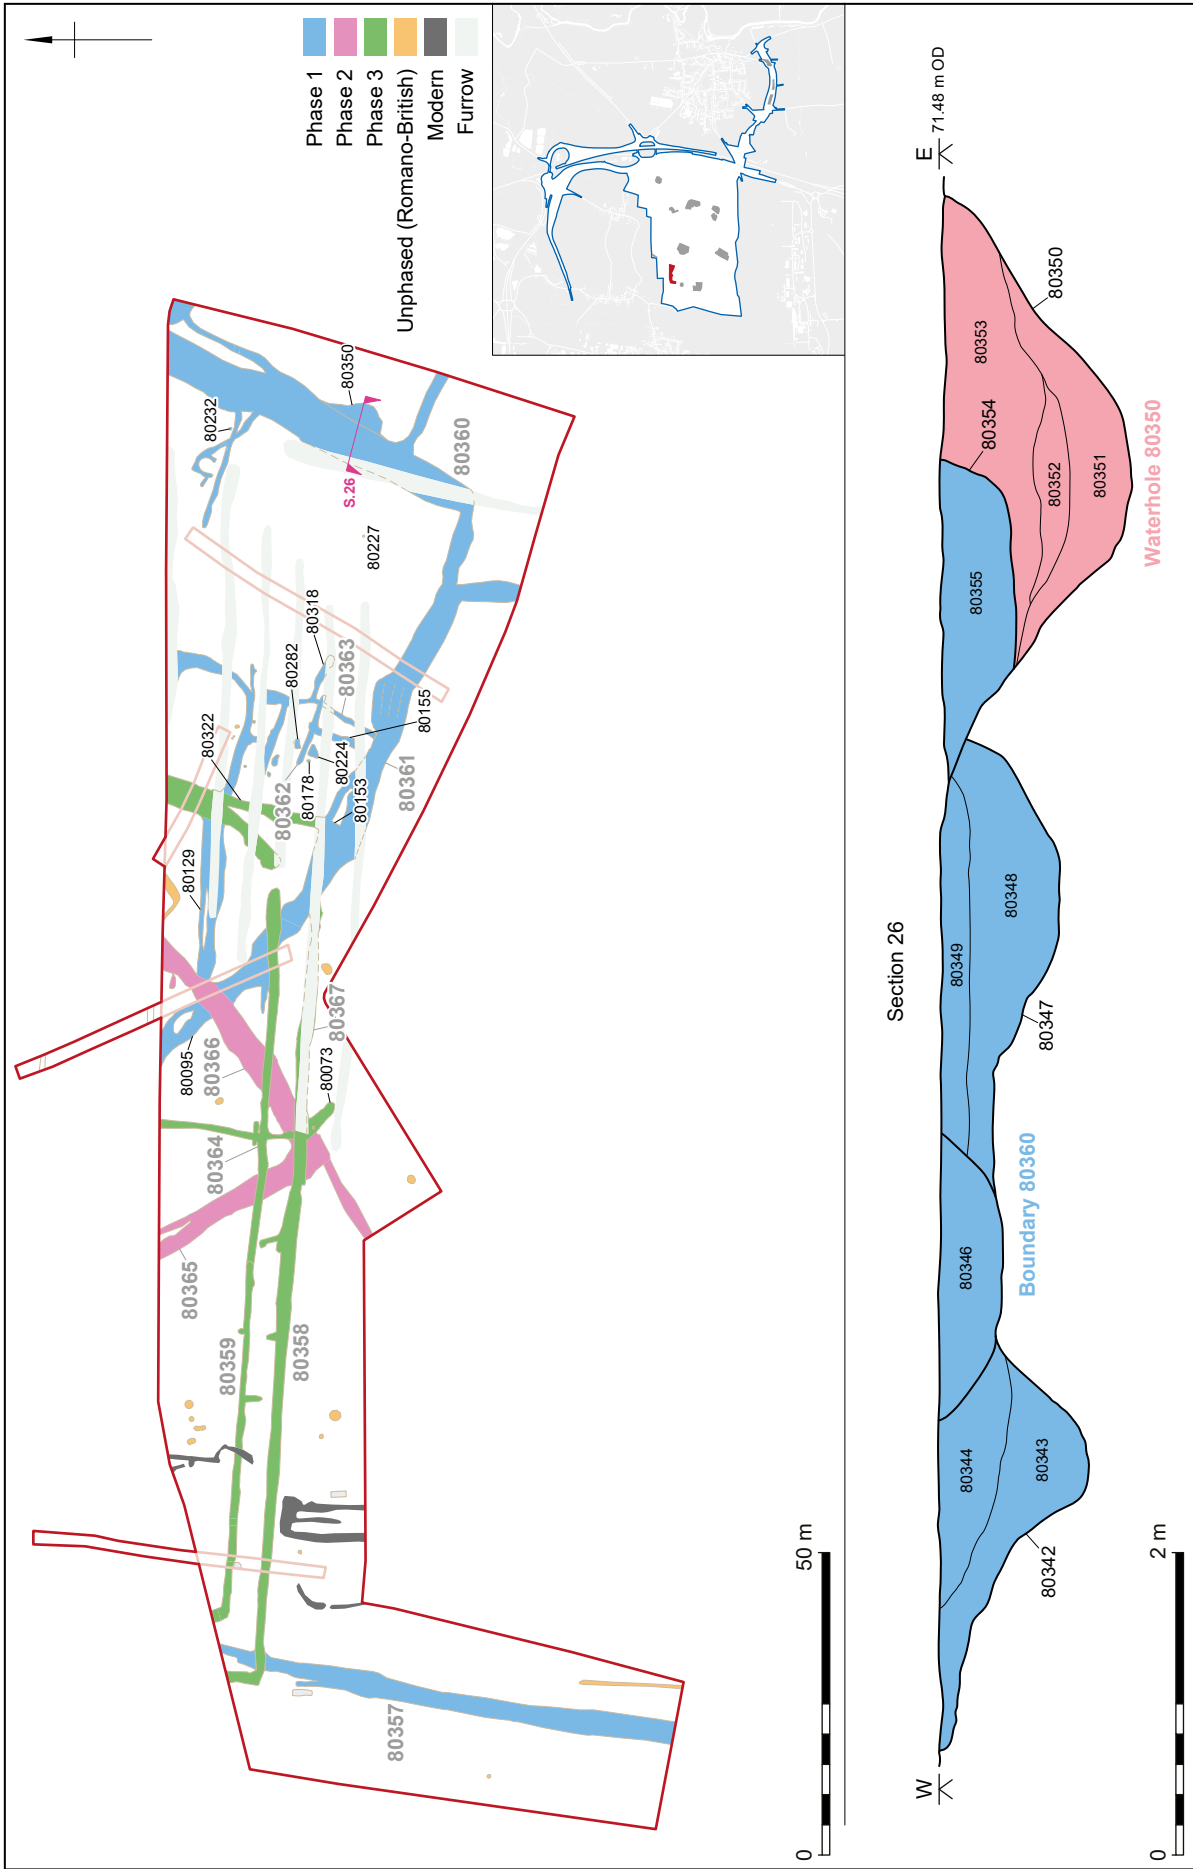 Phase 1
Phase 2
Phase 3
Unphased (Romano-British)
Modern
Furrow
80232
80350
80360
S.26
80227
80318
80363
80282
80155
80322
80224
80178
80362
80153
80361
80129
80095
80366
80367
80073
80364
80365
80359
80358
80357
0
50 m
Section 26
W
E
71.48 m OD
80342
80343
80344
80346
Boundary 80360
80347
80348
80349
80355
80354
80353
80352
80351
80350
Waterhole 80350
0
2 m